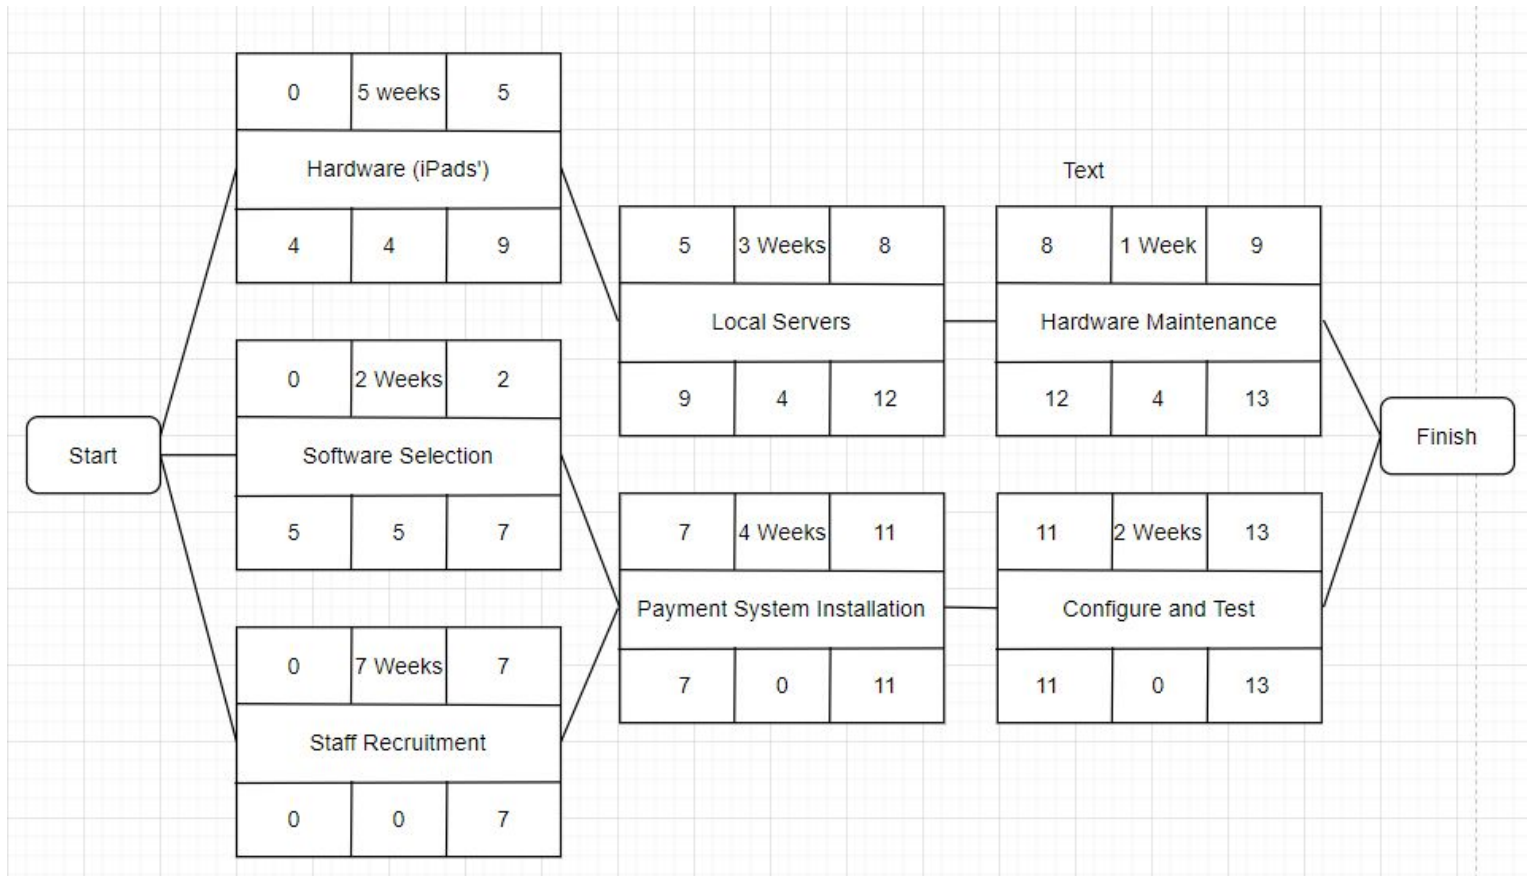 0 5 weeks 5
Hardware (iPads')
4 4 9
Text
5 3 Weeks 8
Local Servers
9 4 12
8 1 Week 9
Hardware Maintenance
12 4 13
0 2 Weeks 2
Software Selection
5 5 7
Start
Finish
7 4 Weeks 11
Payment System Installation
7 0 11
11 2 Weeks 13
Configure and Test
11 0 13
0 7 Weeks 7
Staff Recruitment
0 0 7